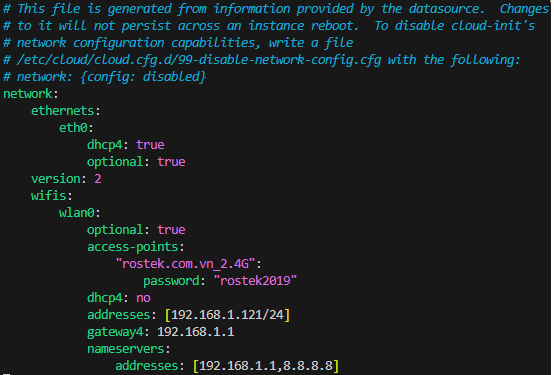 # This file is generated from information provided by the datasource.  Changes
# to it will not persist across an instance reboot.  To disable cloud-init's
# network configuration capabilities, write a file
# /etc/cloud/cloud.cfg.d/99-disable-network-config.cfg with the following:
# network: {config: disabled}
network:
    ethernets:
        eth0:
            dhcp4: true
            optional: true
    version: 2
    wifis:
        wlan0:
            optional: true
            access-points:
                "rostek.com.vn_2.4G":
                    password: "rostek2019"
            dhcp4: no
            addresses: [192.168.1.121/24]
            gateway4: 192.168.1.1
            nameservers:
                addresses: [192.168.1.1,8.8.8.8]